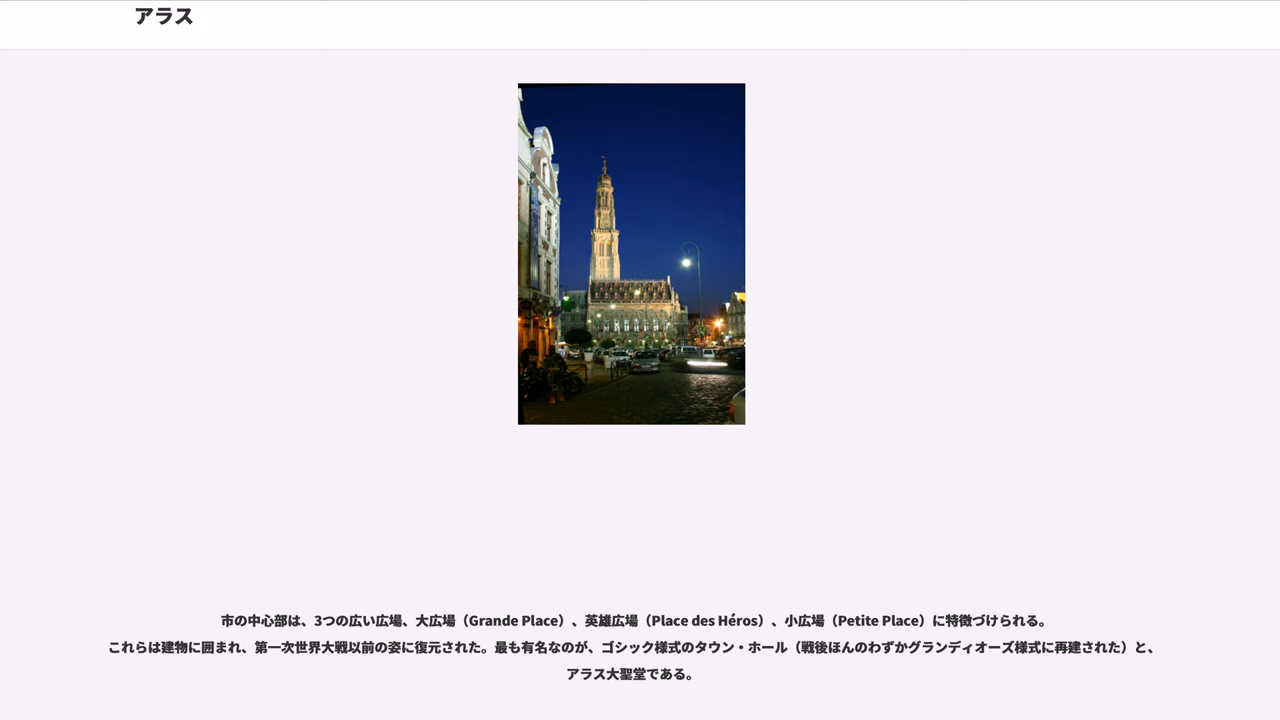 アラス
市の中心部は、3つの広い広場、大広場（Grande Place）、英雄広場（Place des Héros）、小広場（Petite Place）に特徴づけられる。
これらは建物に囲まれ、第一次世界大戦以前の姿に復元された。最も有名なのが、ゴシック様式のタウン・ホール（戦後ほんのわずかグランディオーズ様式に再建された）と、
アラス大聖堂である。